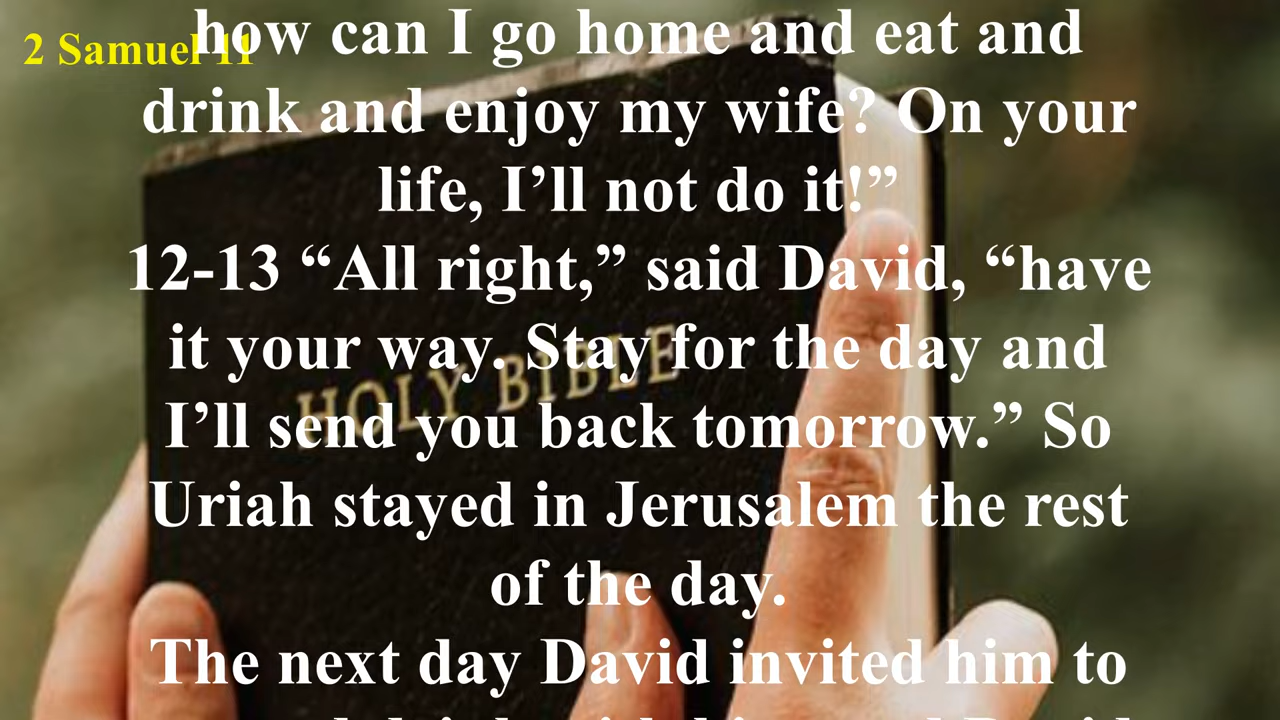 2 Samuel 11
how can I go home and eat and
drink and enjoy my wife? On your
life, I’ll not do it!”
12-13 “All right,” said David, “have
it your way. Stay for the day and
I’ll send you back tomorrow.” So
Uriah stayed in Jerusalem the rest
of the day.
The next day David invited him to
HOLY BIBLE